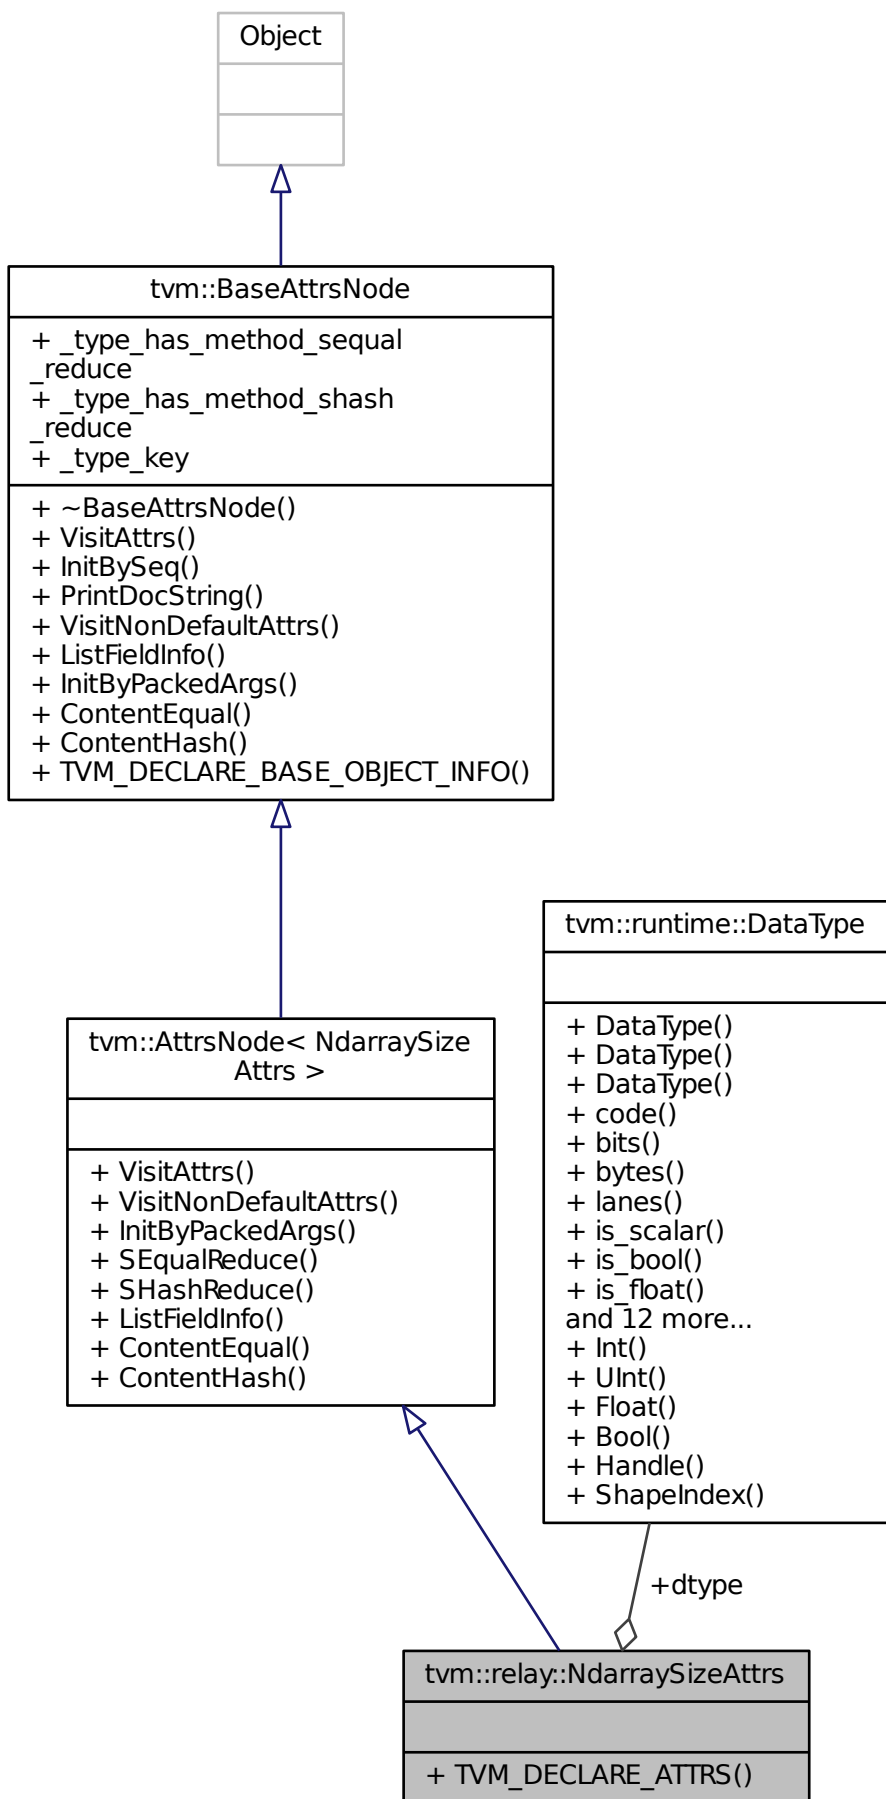 Object
tvm::BaseAttrsNode
+ _type_has_method_sequal
_reduce
+ _type_has_method_shash
_reduce
+ _type_key
+ ~BaseAttrsNode()
+ VisitAttrs()
+ InitBySeq()
+ PrintDocString()
+ VisitNonDefaultAttrs()
+ ListFieldInfo()
+ InitByPackedArgs()
+ ContentEqual()
+ ContentHash()
+ TVM_DECLARE_BASE_OBJECT_INFO()
tvm::AttrsNode< NdarraySize
Attrs >
+ VisitAttrs()
+ VisitNonDefaultAttrs()
+ InitByPackedArgs()
+ SEqualReduce()
+ SHashReduce()
+ ListFieldInfo()
+ ContentEqual()
+ ContentHash()
tvm::runtime::DataType
+ DataType()
+ DataType()
+ DataType()
+ code()
+ bits()
+ bytes()
+ lanes()
+ is_scalar()
+ is_bool()
+ is_float()
and 12 more...
+ Int()
+ UInt()
+ Float()
+ Bool()
+ Handle()
+ ShapeIndex()
+dtype
tvm::relay::NdarraySizeAttrs
+ TVM_DECLARE_ATTRS()